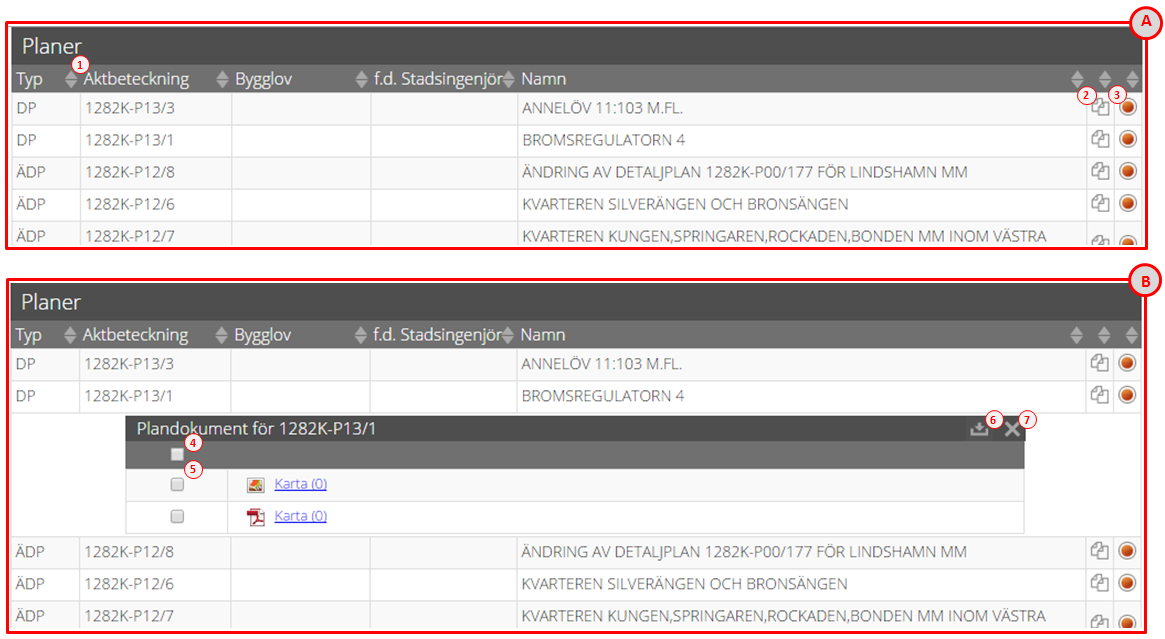 A
Planer
1
Typ Aktbeteckning Bygglov f.d. Stadsingenjör Namn
2 3
DP 1282K-P13/3 ANNELÖV 11:103 M.FL.
DP 1282K-P13/1 BROMSREGULATORN 4
ÄDP 1282K-P12/8 ÄNDRING AV DETALJPLAN 1282K-P00/177 FÖR LINDSHAMN MM
ÄDP 1282K-P12/6 KVARTEREN SILVERÄNGEN OCH BRONSÄNGEN
ÄDP 1282K-P12/7 KVARTEREN KUNGEN,SPRINGAREN,ROCKADEN,BONDEN MM INOM VÄSTRA
B
Planer
Typ Aktbeteckning Bygglov f.d. Stadsingenjör Namn
DP 1282K-P13/3 ANNELÖV 11:103 M.FL.
DP 1282K-P13/1 BROMSREGULATORN 4
Plandokument för 1282K-P13/1 6 7
4
5
Karta (0)
Karta (0)
ÄDP 1282K-P12/8 ÄNDRING AV DETALJPLAN 1282K-P00/177 FÖR LINDSHAMN MM
ÄDP 1282K-P12/6 KVARTEREN SILVERÄNGEN OCH BRONSÄNGEN
ÄDP 1282K-P12/7 KVARTEREN KUNGEN,SPRINGAREN,ROCKADEN,BONDEN MM INOM VÄSTRA